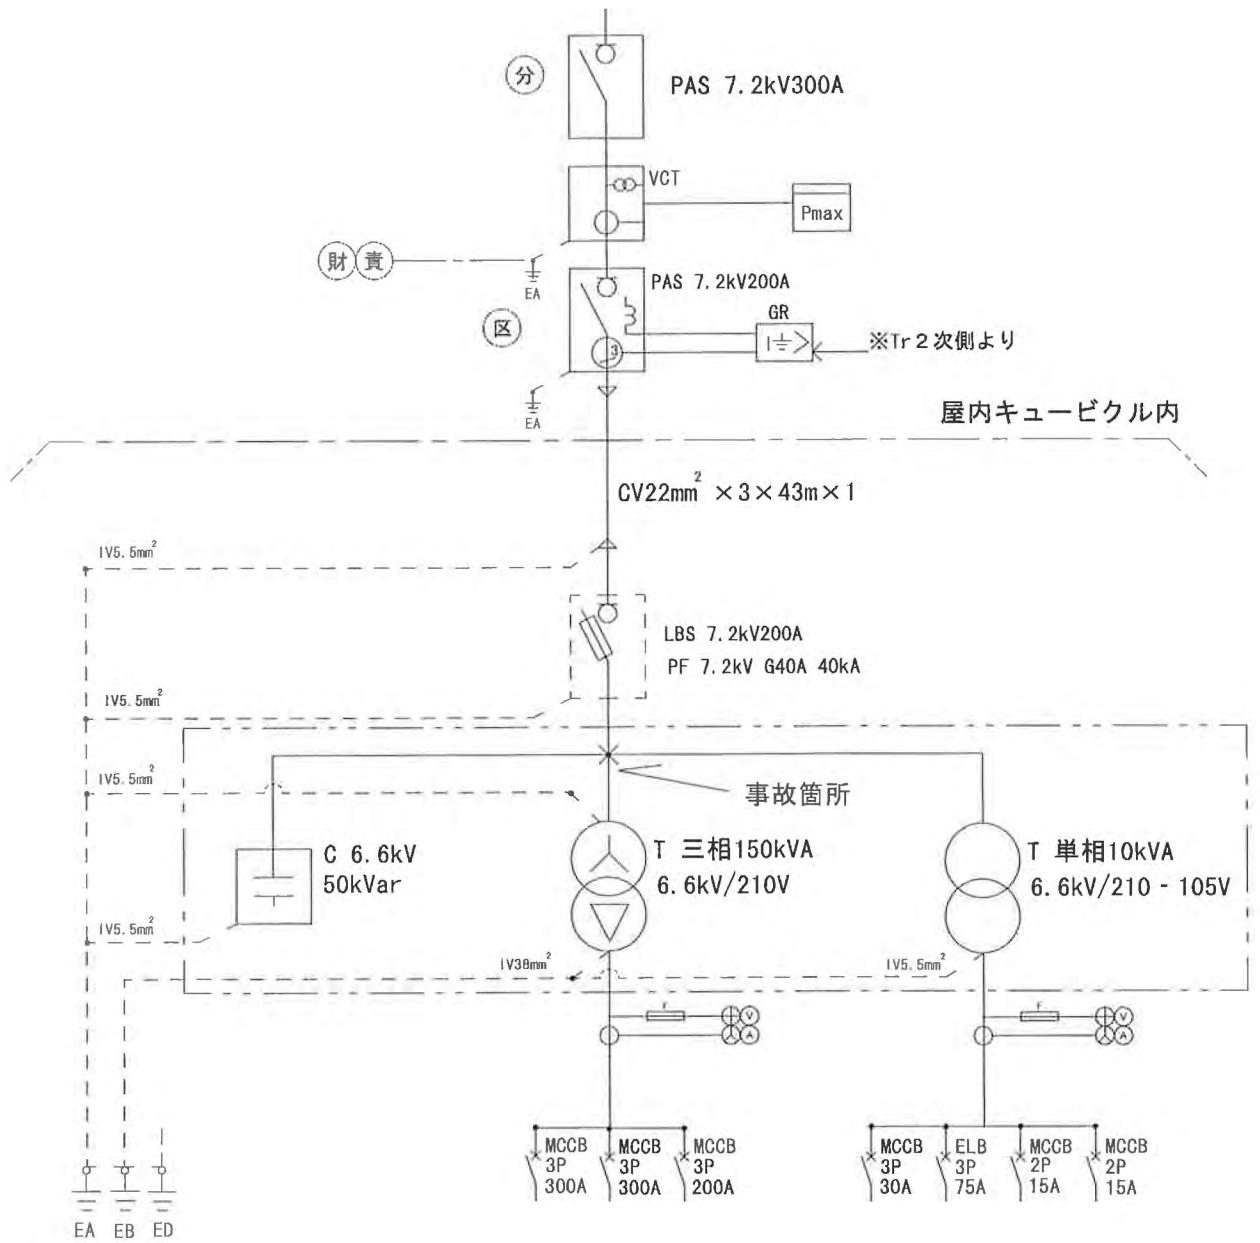 分
PAS 7.2kV300A
VCT
Pmax
財 責
EA
PAS 7.2kV200A
区
GR
3
※Tr2次側より
EA
屋内キュービクル内
CV22mm² ×3×43m×1
IV5.5mm²
LBS 7.2kV200A
PF 7.2kV G40A 40kA
IV5.5mm²
IV5.5mm²
事故箇所
C 6.6kV
50kVar
T 三相150kVA
6.6kV/210V
T 単相10kVA
6.6kV/210 - 105V
IV5.5mm²
IV38mm²
IV5.5mm²
F
V
A
F
V
A
MCCB
3P
300A
MCCB
3P
300A
MCCB
3P
200A
MCCB
3P
30A
ELB
3P
75A
MCCB
2P
15A
MCCB
2P
15A
EA
EB
ED